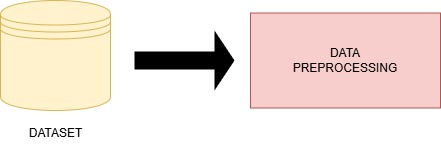 DATA
PREPROCESSING
DATASET